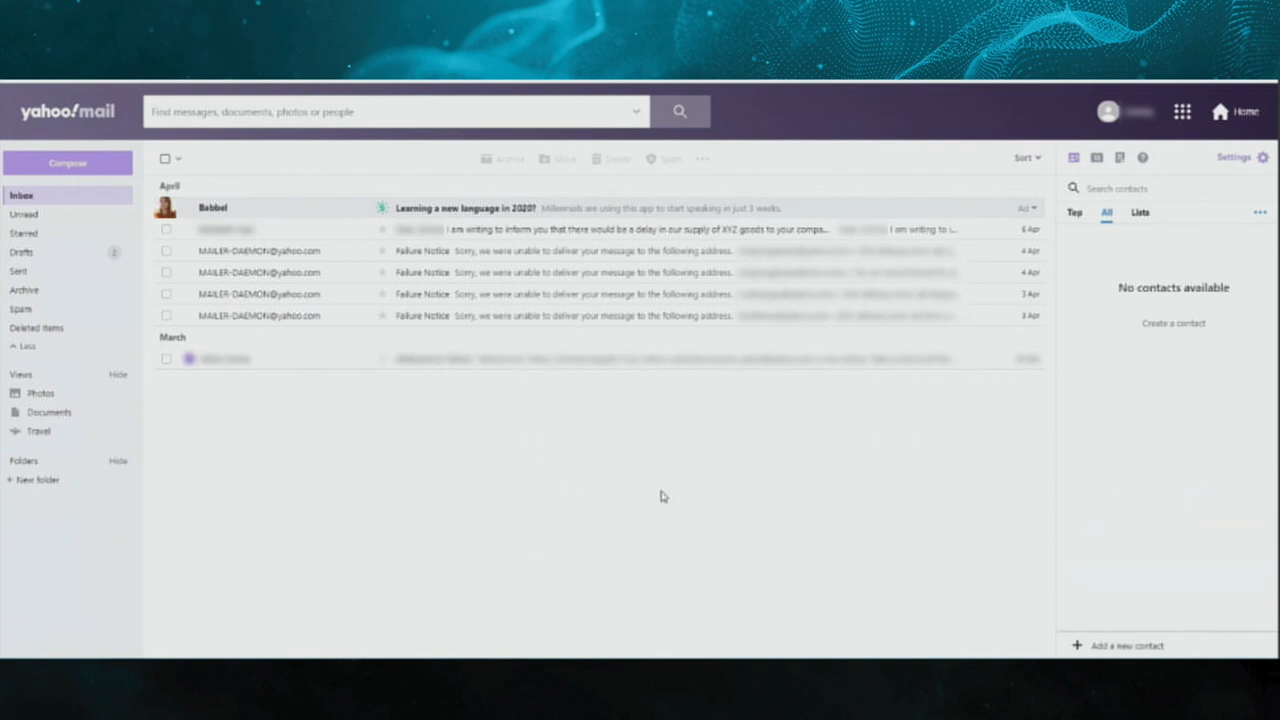 yahoo!mail
Find messages, documents, photos or people
Home
Compose
Archive Move Delete Spam
Sort
Settings
Inbox
Unread
Starred
Drafts 2
Sent
Archive
Spam
Deleted Items
Less
Views Hide
Photos
Documents
Travel
Folders Hide
+ New folder
April
Babbel Learning a new language in 2020? Millennials are using this app to start speaking in just 3 weeks. Ad
I am writing to inform you that there would be a delay in our supply of XYZ goods to your compa... I am writing to i... 6 Apr
MAILER-DAEMON@yahoo.com Failure Notice Sorry, we were unable to deliver your message to the following address. 4 Apr
MAILER-DAEMON@yahoo.com Failure Notice Sorry, we were unable to deliver your message to the following address. 4 Apr
MAILER-DAEMON@yahoo.com Failure Notice Sorry, we were unable to deliver your message to the following address. 3 Apr
MAILER-DAEMON@yahoo.com Failure Notice Sorry, we were unable to deliver your message to the following address. 3 Apr
March
Search contacts
Top All Lists
No contacts available
Create a contact
+ Add a new contact